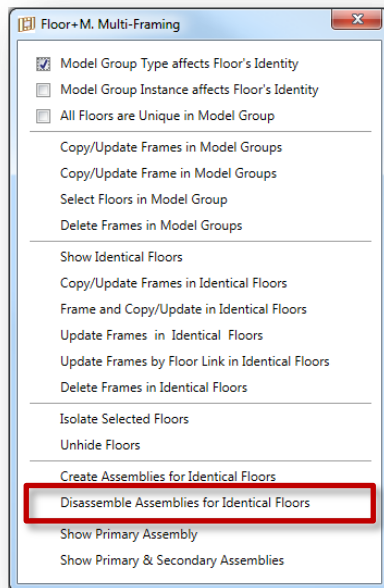 Floor+M. Multi-Framing
Model Group Type affects Floor's Identity
Model Group Instance affects Floor's Identity
All Floors are Unique in Model Group
Copy/Update Frames in Model Groups
Copy/Update Frame in Model Groups
Select Floors in Model Group
Delete Frames in Model Groups
Show Identical Floors
Copy/Update Frames in Identical Floors
Frame and Copy/Update in Identical Floors
Update Frames in Identical Floors
Update Frames by Floor Link in Identical Floors
Delete Frames in Identical Floors
Isolate Selected Floors
Unhide Floors
Create Assemblies for Identical Floors
Disassemble Assemblies for Identical Floors
Show Primary Assembly
Show Primary & Secondary Assemblies